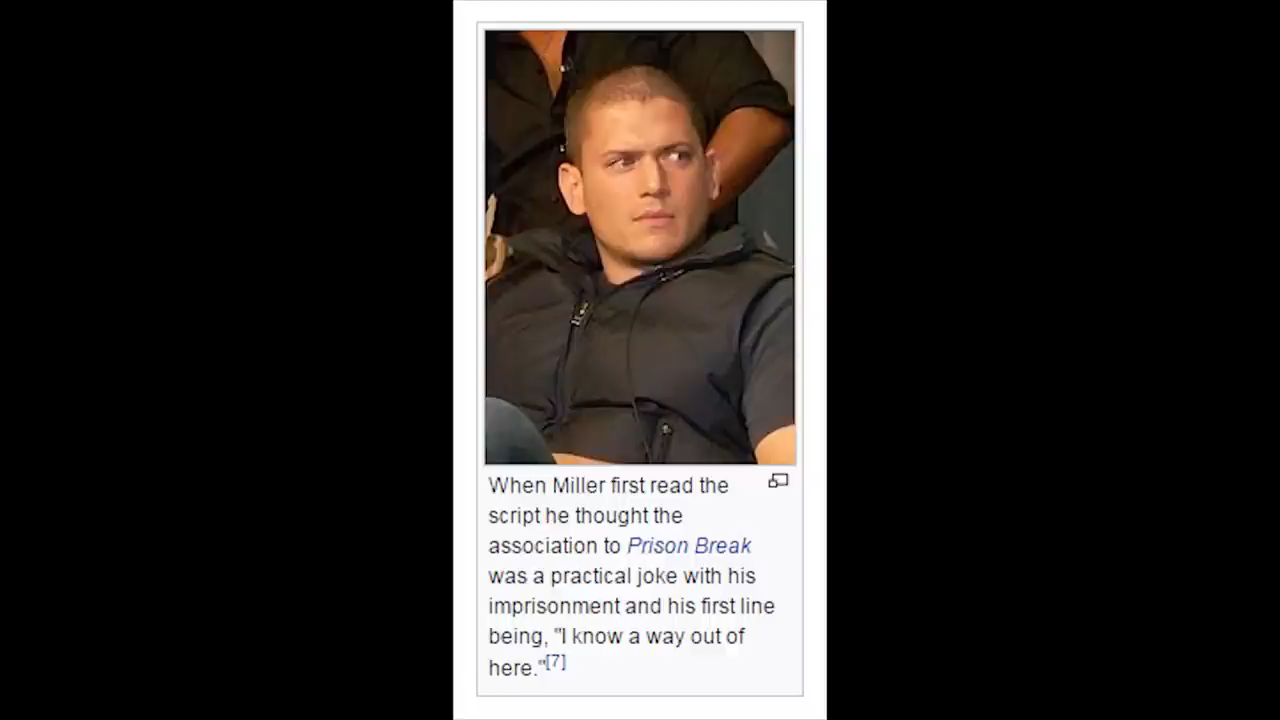 When Miller first read the
script he thought the
association to Prison Break
was a practical joke with his
imprisonment and his first line
being, "I know a way out of
here."[7]